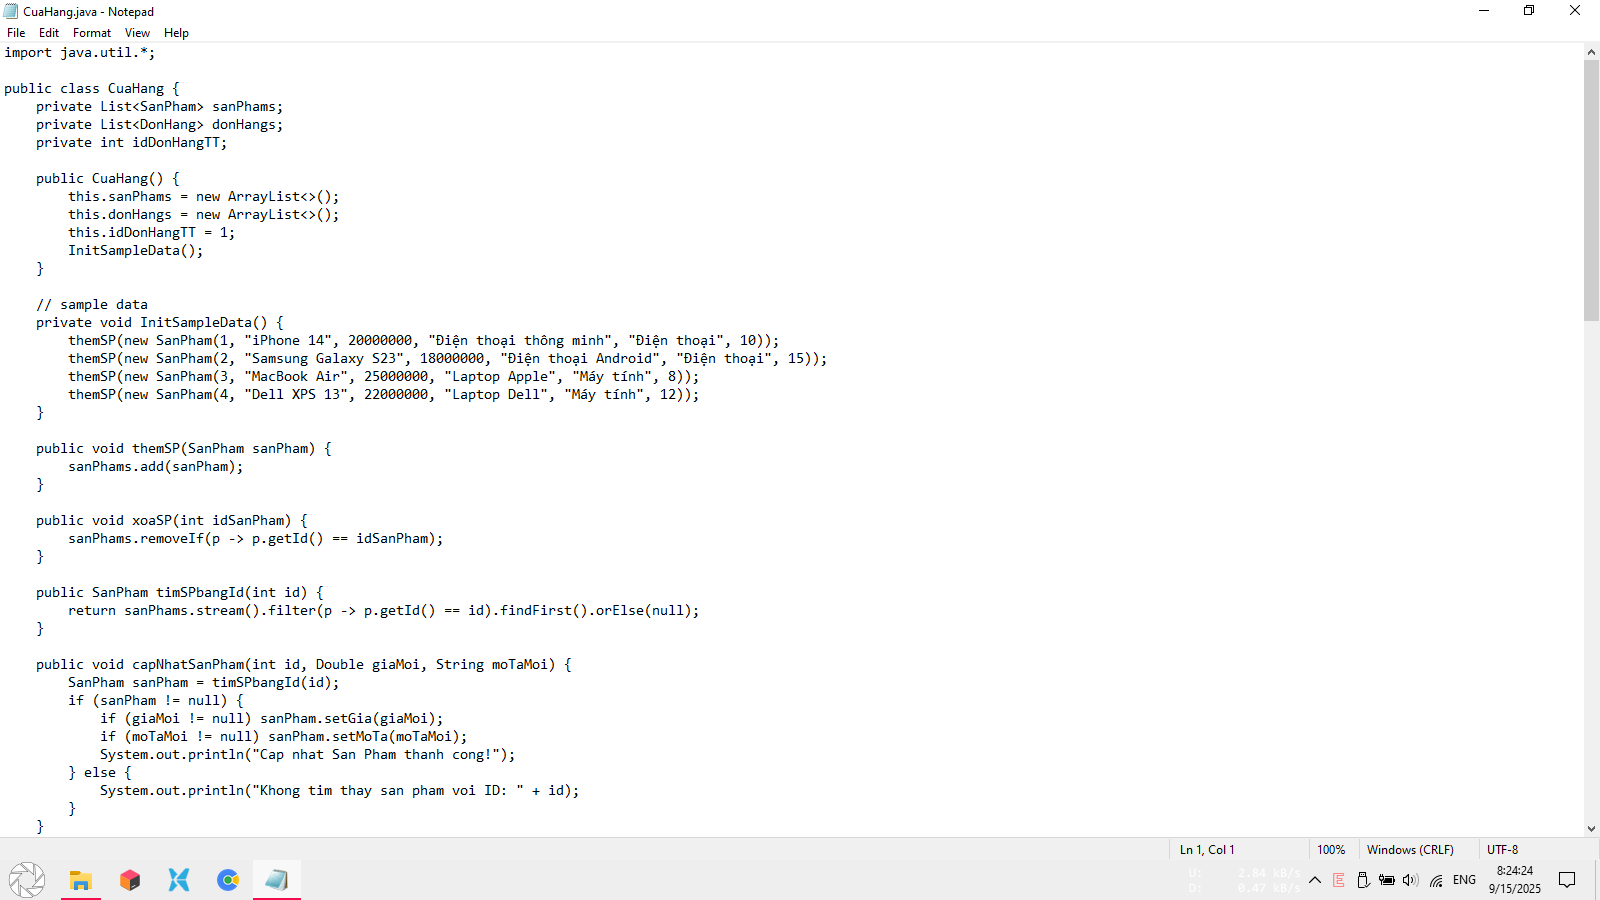 CuaHang.java - Notepad
File Edit Format View Help
import java.util.*;
public class CuaHang {
    private List<SanPham> sanPhams;
    private List<DonHang> donHangs;
    private int idDonHangTT;
    public CuaHang() {
        this.sanPhams = new ArrayList<>();
        this.donHangs = new ArrayList<>();
        this.idDonHangTT = 1;
        InitSampleData();
    }
    // sample data
    private void InitSampleData() {
        themSP(new SanPham(1, "iPhone 14", 20000000, "Điện thoại thông minh", "Điện thoại", 10));
        themSP(new SanPham(2, "Samsung Galaxy S23", 18000000, "Điện thoại Android", "Điện thoại", 15));
        themSP(new SanPham(3, "MacBook Air", 25000000, "Laptop Apple", "Máy tính", 8));
        themSP(new SanPham(4, "Dell XPS 13", 22000000, "Laptop Dell", "Máy tính", 12));
    }
    public void themSP(SanPham sanPham) {
        sanPhams.add(sanPham);
    }
    public void xoaSP(int idSanPham) {
        sanPhams.removeIf(p -> p.getId() == idSanPham);
    }
    public SanPham timSPbangId(int id) {
        return sanPhams.stream().filter(p -> p.getId() == id).findFirst().orElse(null);
    }
    public void capNhatSanPham(int id, Double giaMoi, String moTaMoi) {
        SanPham sanPham = timSPbangId(id);
        if (sanPham != null) {
            if (giaMoi != null) sanPham.setGia(giaMoi);
            if (moTaMoi != null) sanPham.setMoTa(moTaMoi);
            System.out.println("Cap nhat San Pham thanh cong!");
        } else {
            System.out.println("Khong tim thay san pham voi ID: " + id);
        }
    }
Ln 1, Col 1 100% Windows (CRLF) UTF-8
U: 2.84 kB/s
D: 0.47 kB/s
E ENG
8:24:24
9/15/2025